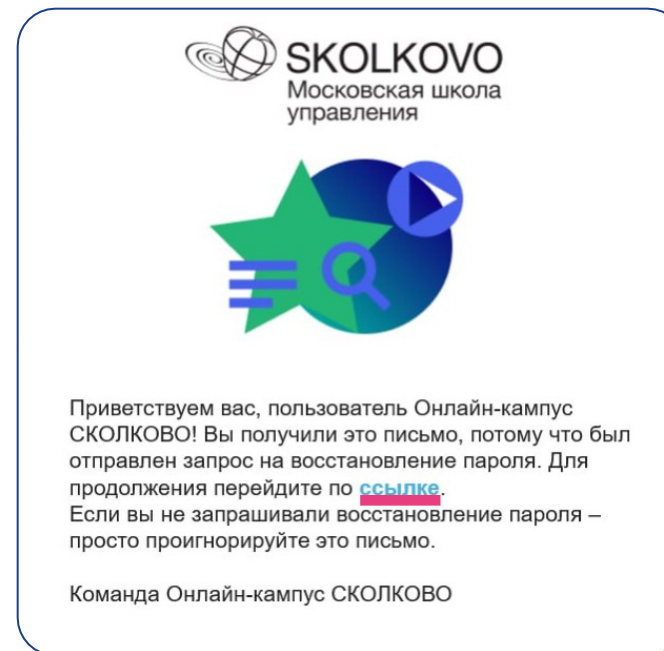 SKOLKOVO
Московская школа
управления
Приветствуем вас, пользователь Онлайн-кампус
СКОЛКОВО! Вы получили это письмо, потому что был
отправлен запрос на восстановление пароля. Для
продолжения перейдите по ссылке.
Если вы не запрашивали восстановление пароля –
просто проигнорируйте это письмо.
Команда Онлайн-кампус СКОЛКОВО